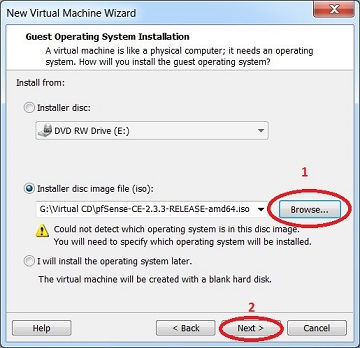 New Virtual Machine Wizard
Guest Operating System Installation
A virtual machine is like a physical computer; it needs an operating
system. How will you install the guest operating system?
Install from:
Installer disc:
DVD RW Drive (E:)
1
Installer disc image file (iso):
G:\Virtual CD\pfSense-CE-2.3.3-RELEASE-amd64.iso
Browse...
Could not detect which operating system is in this disc image.
You will need to specify which operating system will be installed.
I will install the operating system later.
The virtual machine will be created with a blank hard disk.
2
Help
< Back
Next >
Cancel